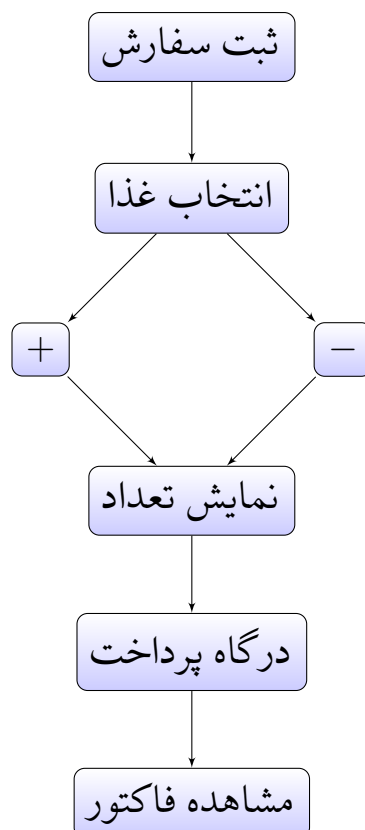 ثبت سفارش
انتخاب غذا
+
−
نمایش تعداد
درگاه پرداخت
مشاهده فاکتور